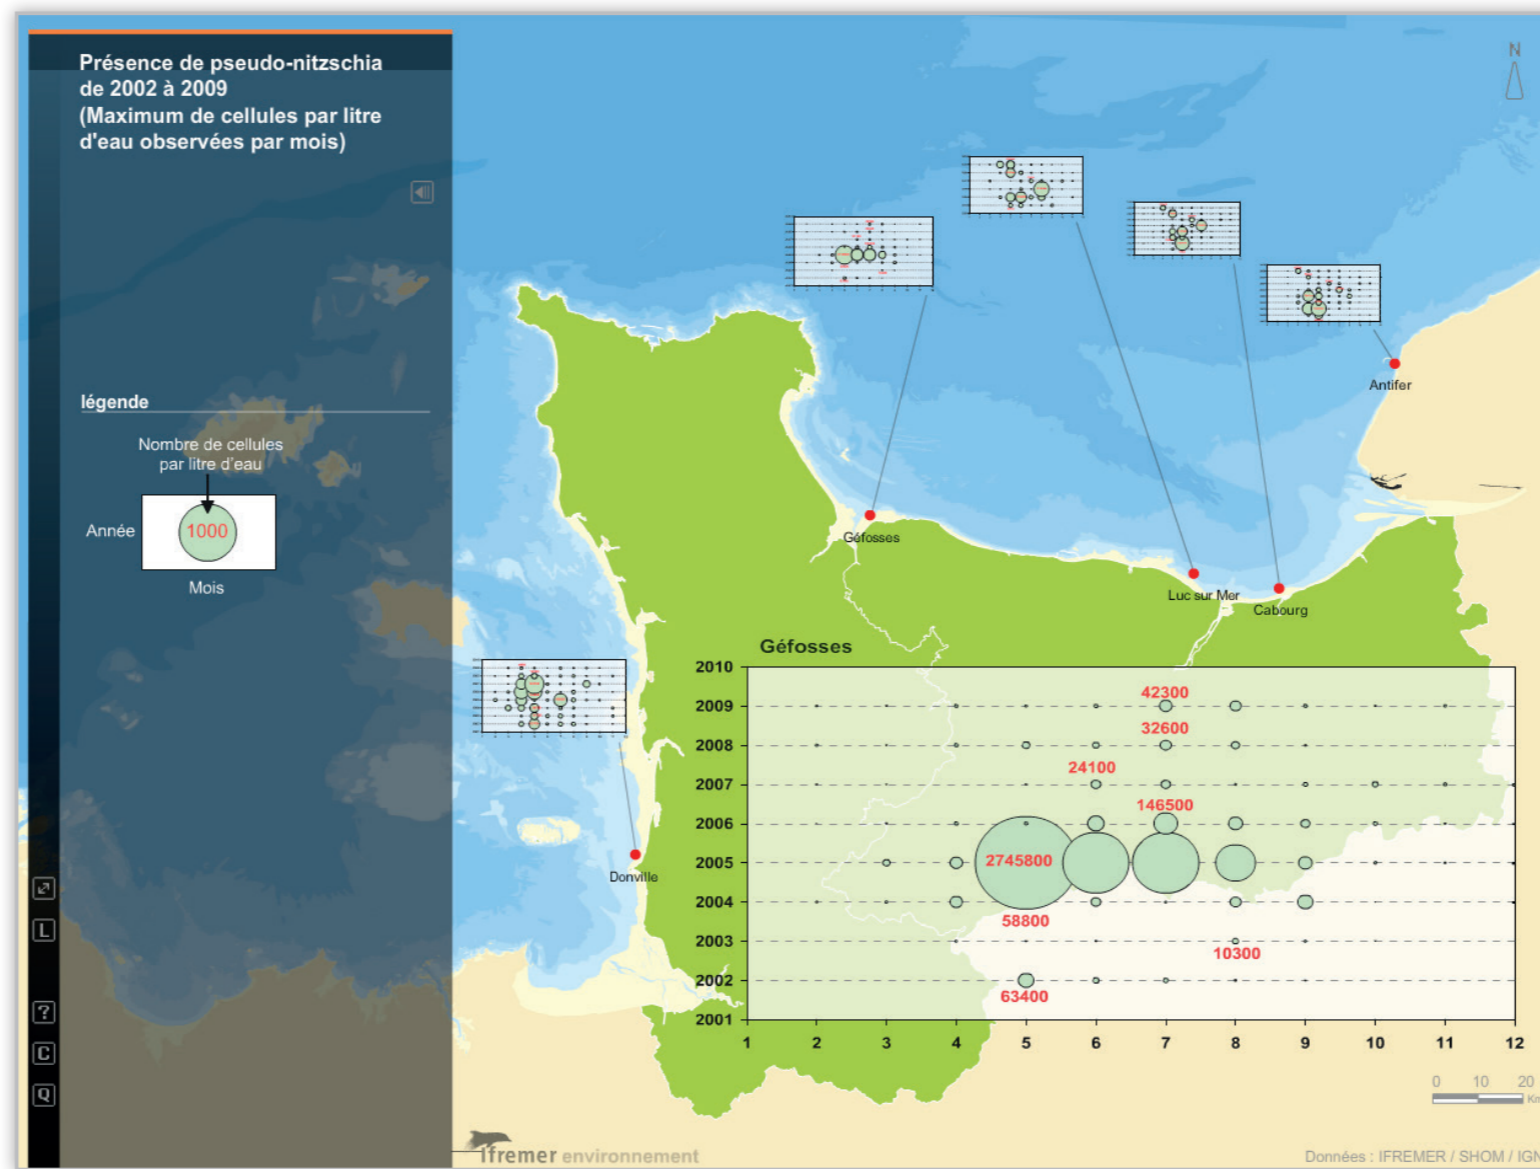 Présence de pseudo-nitzschia
de 2002 à 2009
(Maximum de cellules par litre
d'eau observées par mois)
légende
Nombre de cellules
par litre d'eau
Année
1000
Mois
N
Antifer
Géfosses
Luc sur Mer
Cabourg
Donville
Géfosses
2010
2009
42300
2008
32600
2007
24100
2006
146500
2005
2745800
2004
58800
2003
10300
2002
63400
2001
1 2 3 4 5 6 7 8 9 10 11 12
L
?
C
Q
0 10 20
Km
Ifremer environnement
Données : IFREMER / SHOM / IGN